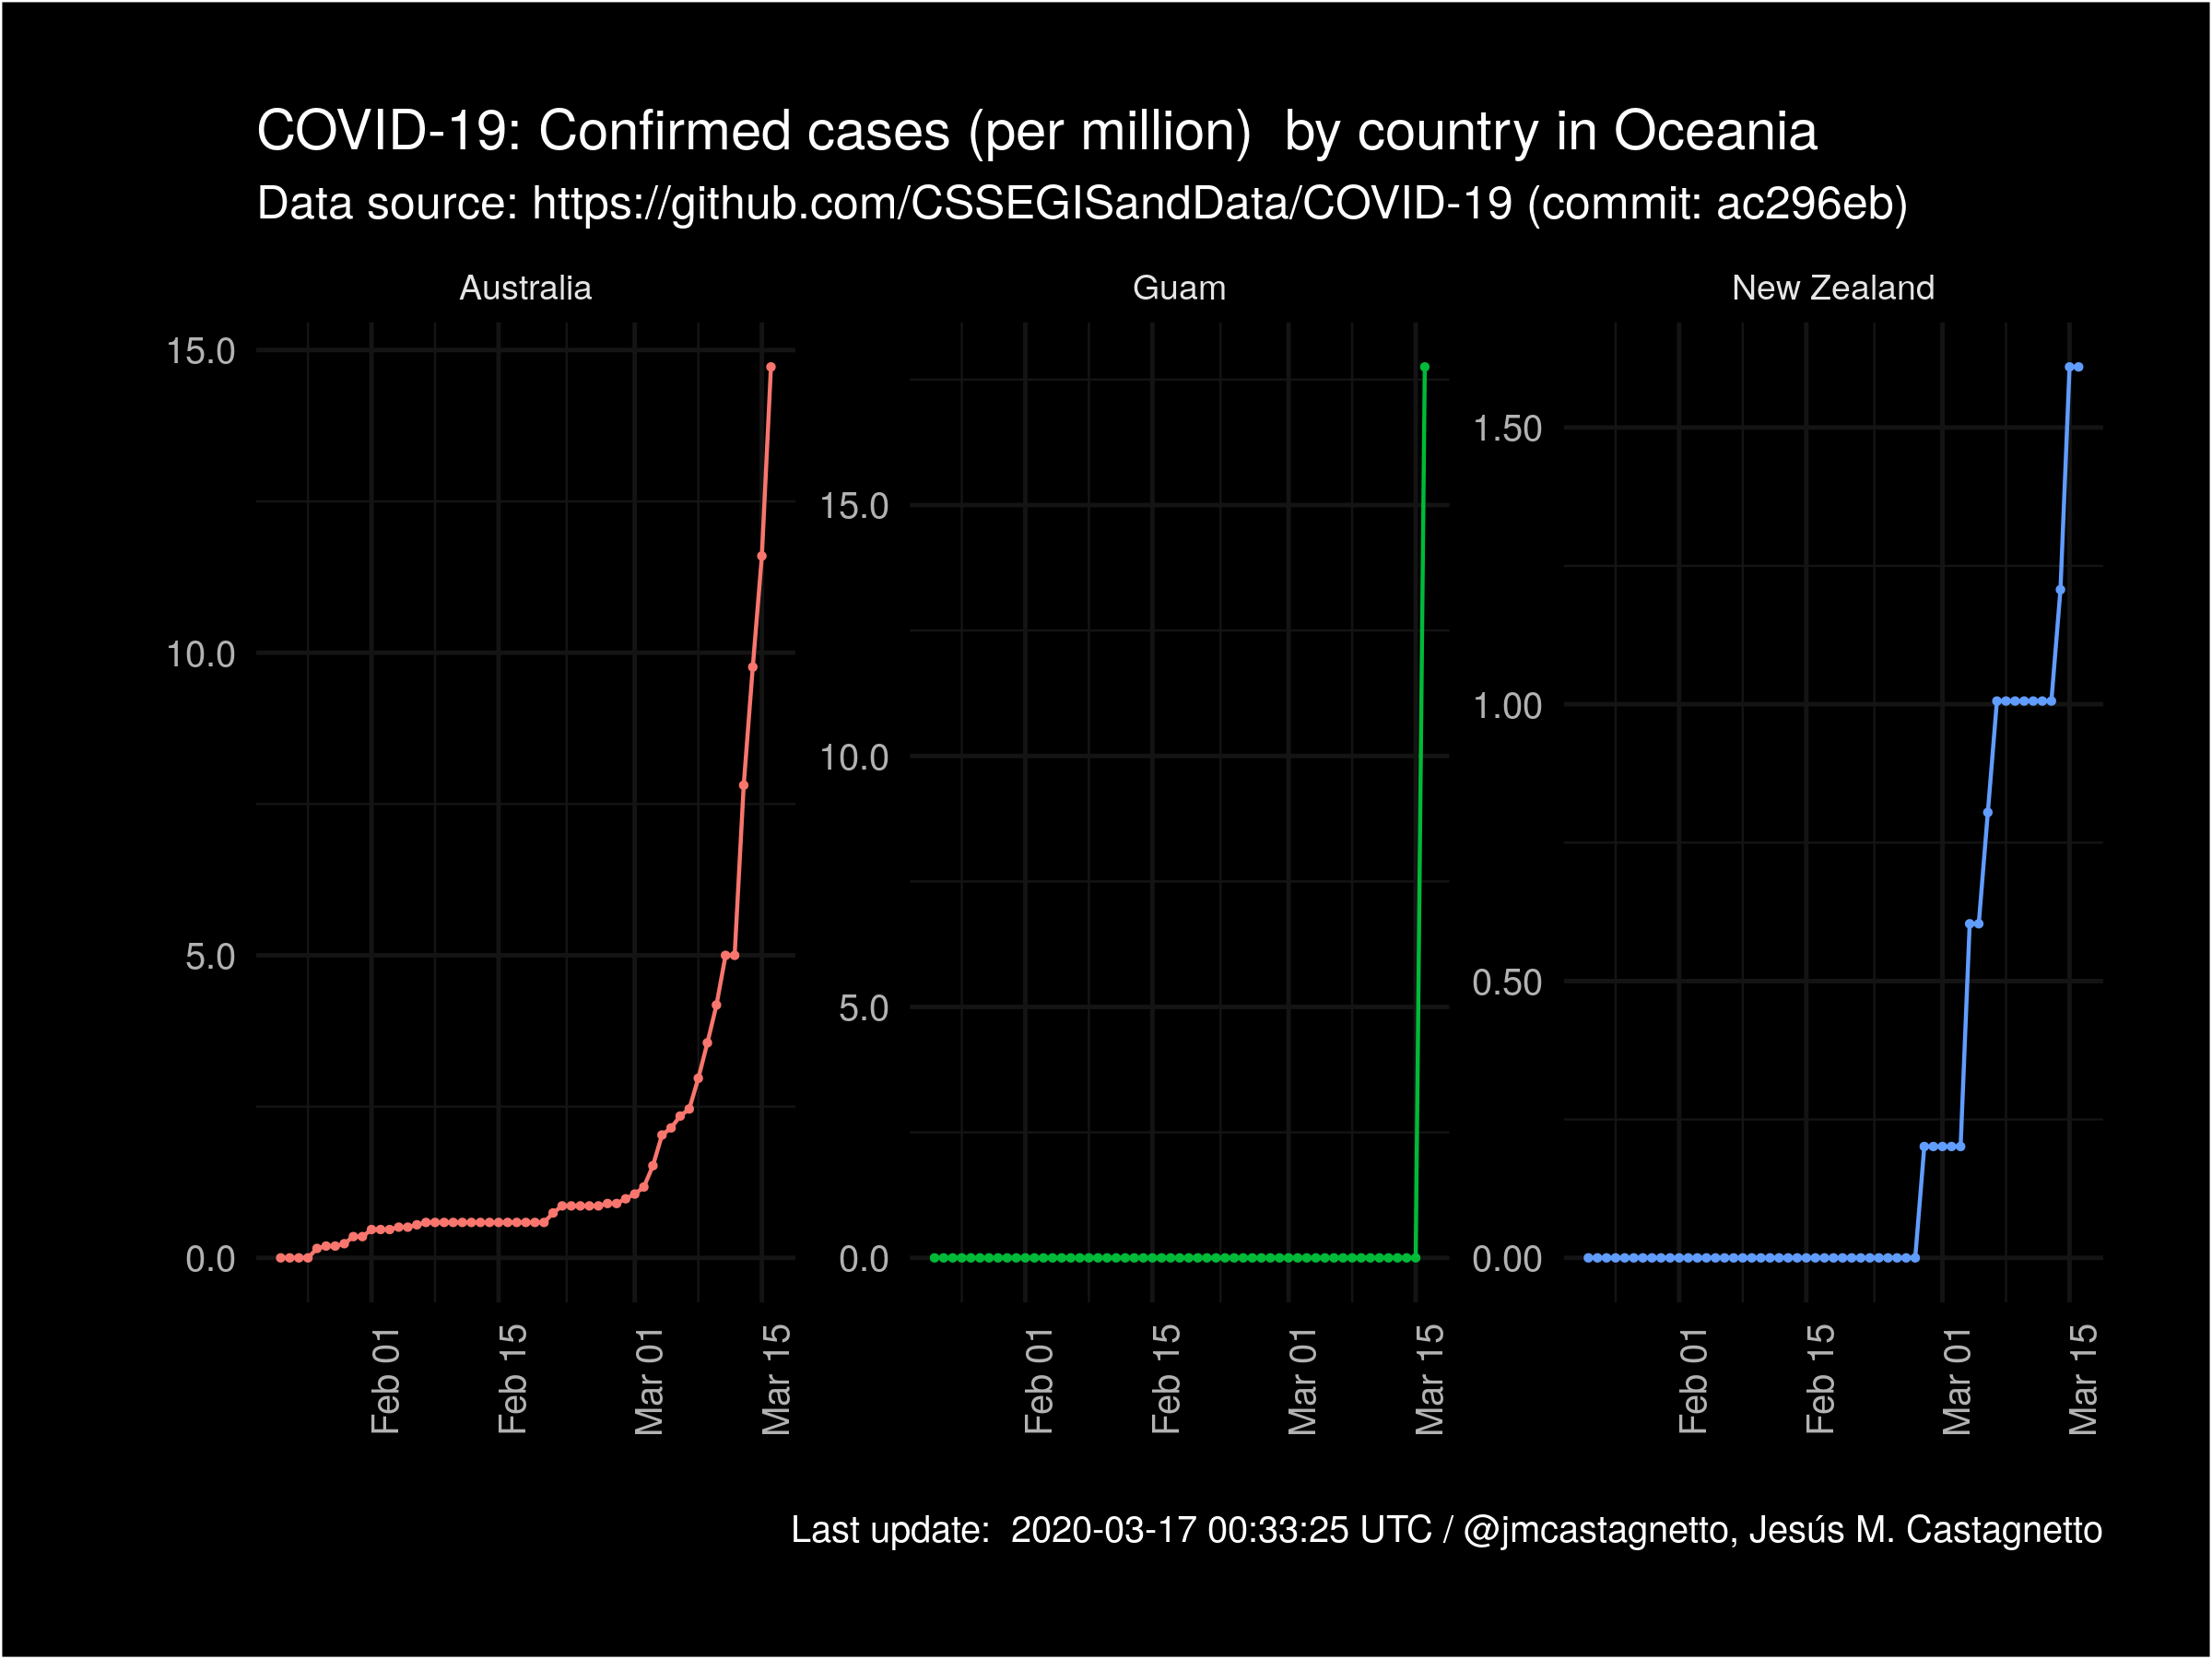 COVID-19: Confirmed cases (per million)  by country in Oceania
Data source: https://github.com/CSSEGISandData/COVID-19 (commit: ac296eb)
Australia
15.0
10.0
5.0
0.0
Feb 01
Feb 15
Mar 01
Mar 15
Guam
15.0
10.0
5.0
0.0
Feb 01
Feb 15
Mar 01
Mar 15
New Zealand
1.50
1.00
0.50
0.00
Feb 01
Feb 15
Mar 01
Mar 15
Last update:  2020-03-17 00:33:25 UTC / @jmcastagnetto, Jesús M. Castagnetto